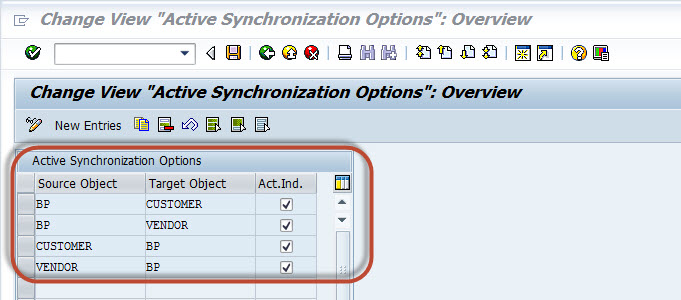 Change View "Active Synchronization Options": Overview
Change View "Active Synchronization Options": Overview
New Entries
Active Synchronization Options
Source Object Target Object Act.Ind.
BP CUSTOMER
BP VENDOR
CUSTOMER BP
VENDOR BP